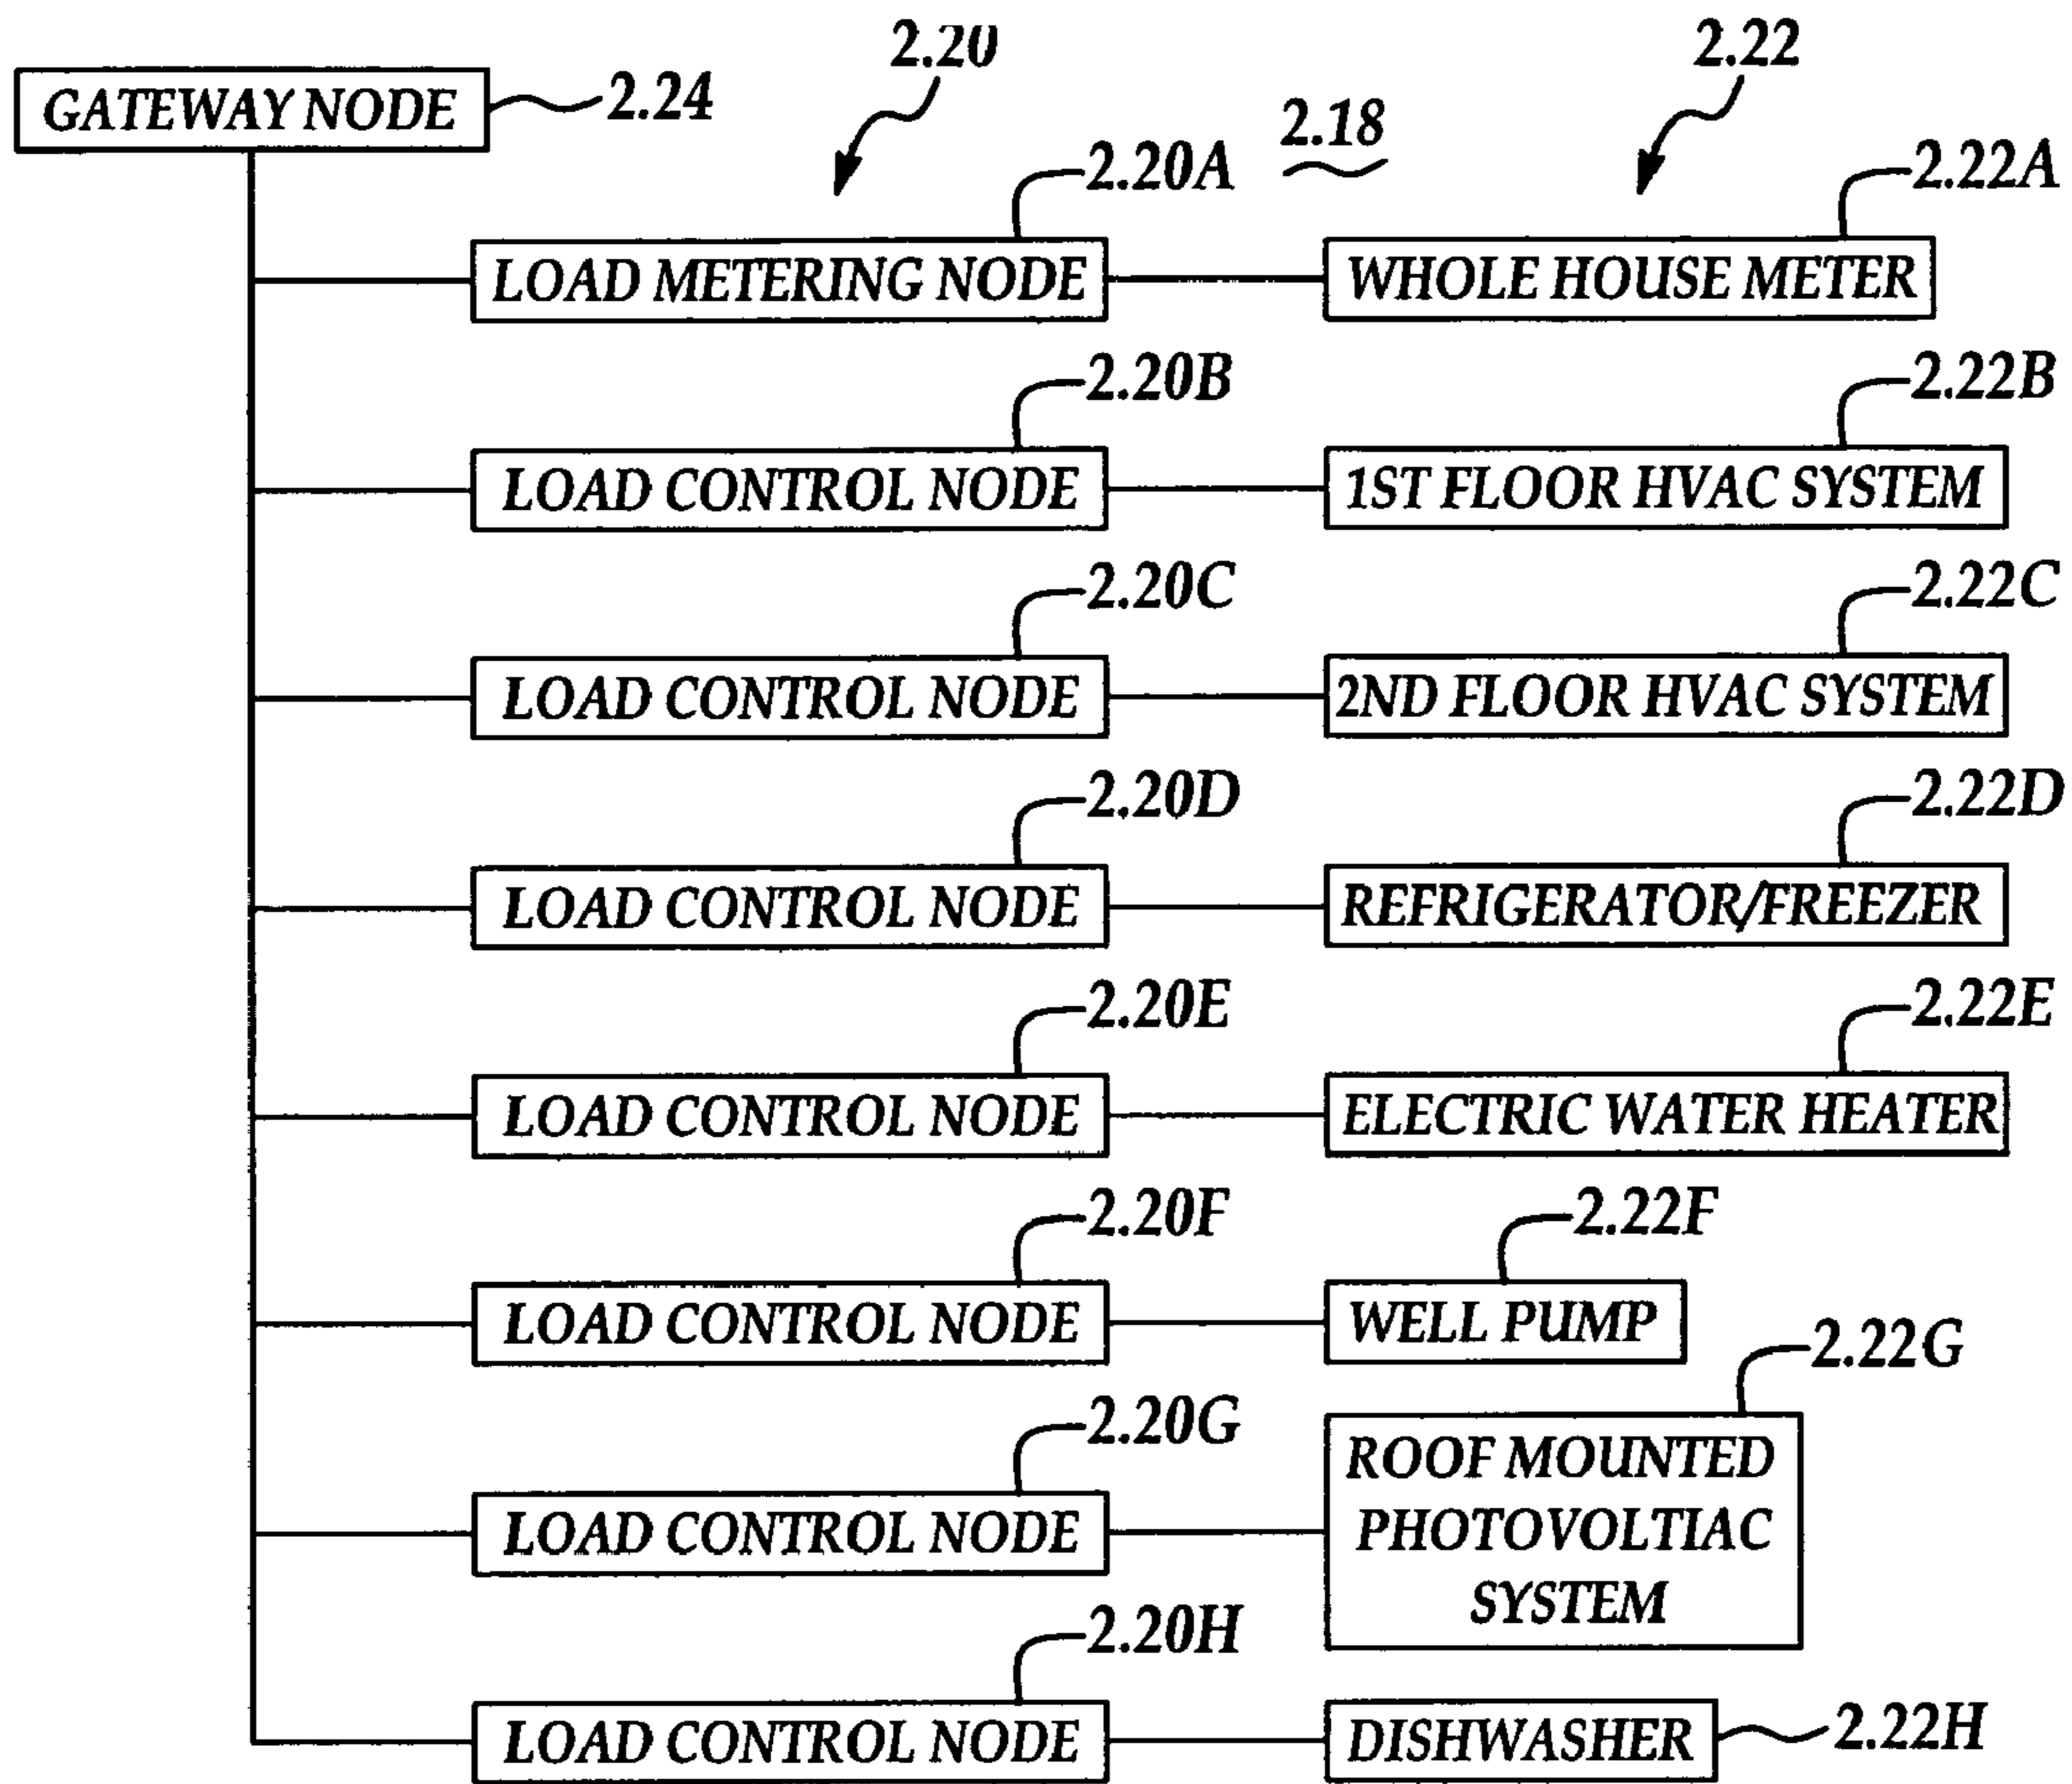 2.20
2.22
GATEWAY NODE
2.24
2.18
2.20A
2.22A
LOAD METERING NODE
WHOLE HOUSE METER
2.20B
2.22B
LOAD CONTROL NODE
1ST FLOOR HVAC SYSTEM
2.20C
2.22C
LOAD CONTROL NODE
2ND FLOOR HVAC SYSTEM
2.20D
2.22D
LOAD CONTROL NODE
REFRIGERATOR/FREEZER
2.20E
2.22E
LOAD CONTROL NODE
ELECTRIC WATER HEATER
2.20F
2.22F
LOAD CONTROL NODE
WELL PUMP
2.22G
2.20G
LOAD CONTROL NODE
ROOF MOUNTED
PHOTOVOLTIAC
SYSTEM
2.20H
LOAD CONTROL NODE
DISHWASHER
2.22H